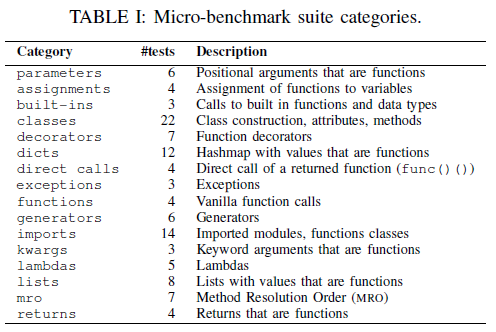 TABLE I: Micro-benchmark suite categories.
Category #tests Description
parameters 6 Positional arguments that are functions
assignments 4 Assignment of functions to variables
built-ins 3 Calls to built in functions and data types
classes 22 Class construction, attributes, methods
decorators 7 Function decorators
dicts 12 Hashmap with values that are functions
direct calls 4 Direct call of a returned function (func()())
exceptions 3 Exceptions
functions 4 Vanilla function calls
generators 6 Generators
imports 14 Imported modules, functions classes
kwargs 3 Keyword arguments that are functions
lambdas 5 Lambdas
lists 8 Lists with values that are functions
mro 7 Method Resolution Order (MRO)
returns 4 Returns that are functions